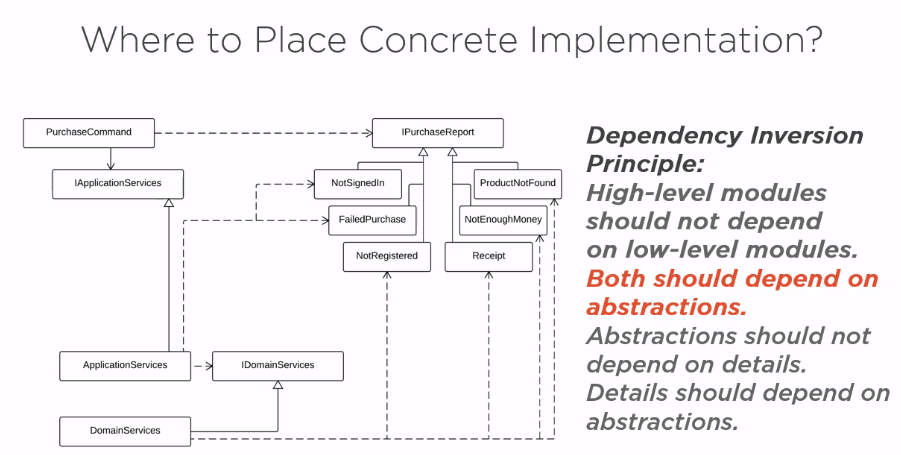 Where to Place Concrete Implementation?
PurchaseCommand
IPurchaseReport
IApplicationServices
NotSignedIn
ProductNotFound
FailedPurchase
NotEnoughMoney
NotRegistered
Receipt
ApplicationServices
IDomainServices
DomainServices
Dependency Inversion
Principle:
High-level modules
should not depend
on low-level modules.
Both should depend on
abstractions.
Abstractions should not
depend on details.
Details should depend on
abstractions.